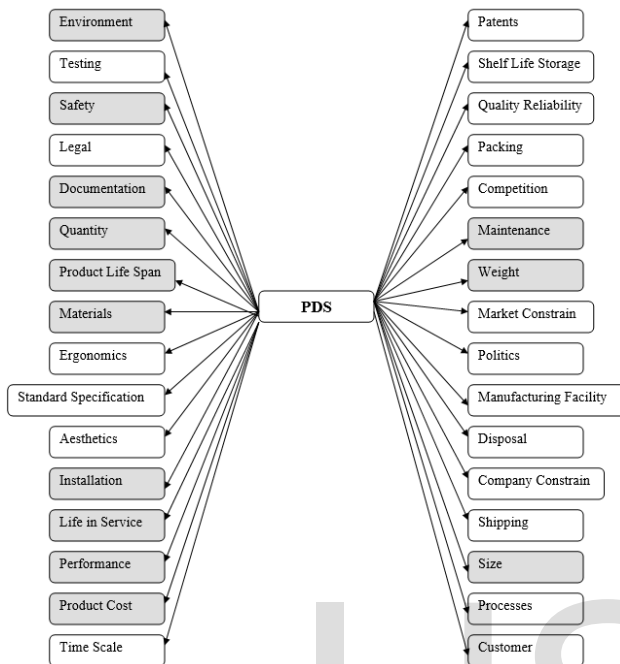 Environment
Testing
Safety
Legal
Documentation
Quantity
Product Life Span
Materials
Ergonomics
Standard Specification
Aesthetics
Installation
Life in Service
Performance
Product Cost
Time Scale
PDS
Patents
Shelf Life Storage
Quality Reliability
Packing
Competition
Maintenance
Weight
Market Constrain
Politics
Manufacturing Facility
Disposal
Company Constrain
Shipping
Size
Processes
Customer